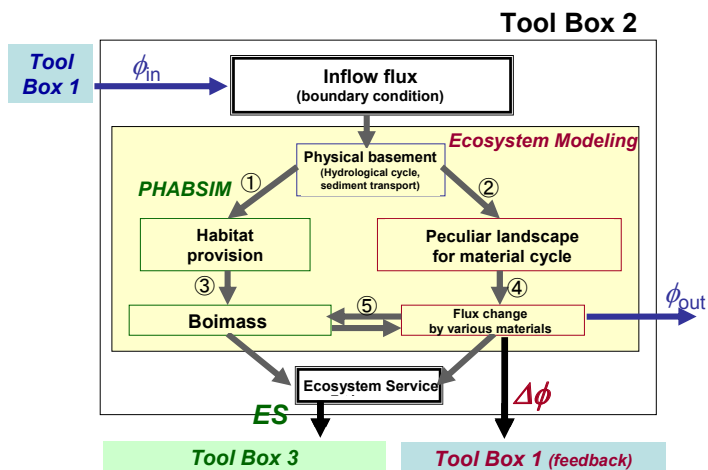 Tool Box 2
Tool
Box 1
ϕin
Inflow flux
(boundary condition)
Ecosystem Modeling
Physical basement
(Hydrological cycle,
sediment transport)
PHABSIM
①
②
Habitat
provision
Peculiar landscape
for material cycle
③
④
⑤
Boimass
Flux change
by various materials
ϕout
Ecosystem Service
ES
Δϕ
Tool Box 3
Tool Box 1 (feedback)